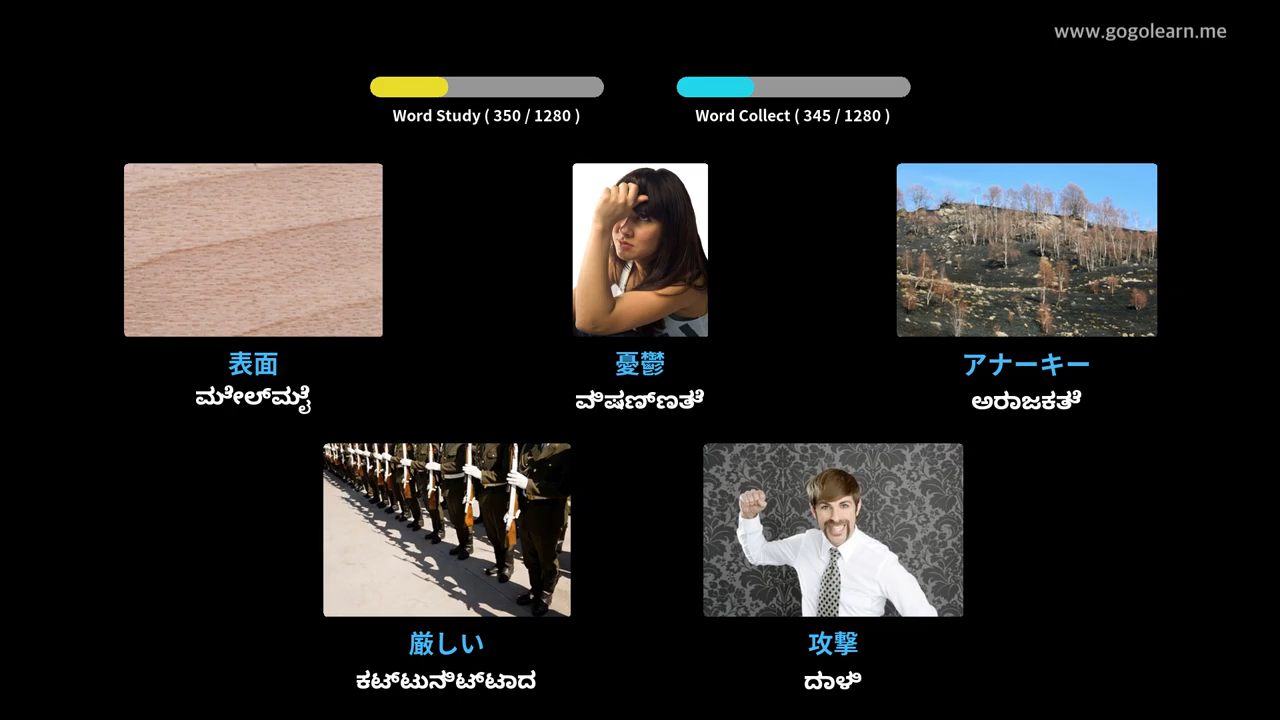 www.gogolearn.me
Word Study ( 350 / 1280 )
Word Collect ( 345 / 1280 )
表面
ಮೇಲ್ಮೈ
憂鬱
ವಿಷಣ್ಣತೆ
アナーキー
ಅರಾಜಕತೆ
厳しい
ಕಟ್ಟುನಿಟ್ಟಾದ
攻撃
ದಾಳಿ